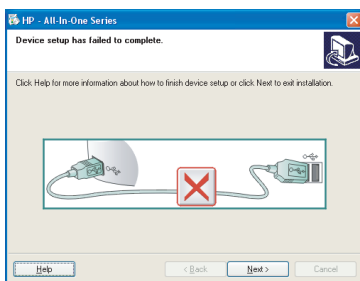 HP - All-In-One Series
Device setup has failed to complete.
Click Help for more information about how to finish device setup or click Next to exit installation.
Help
< Back
Next >
Cancel